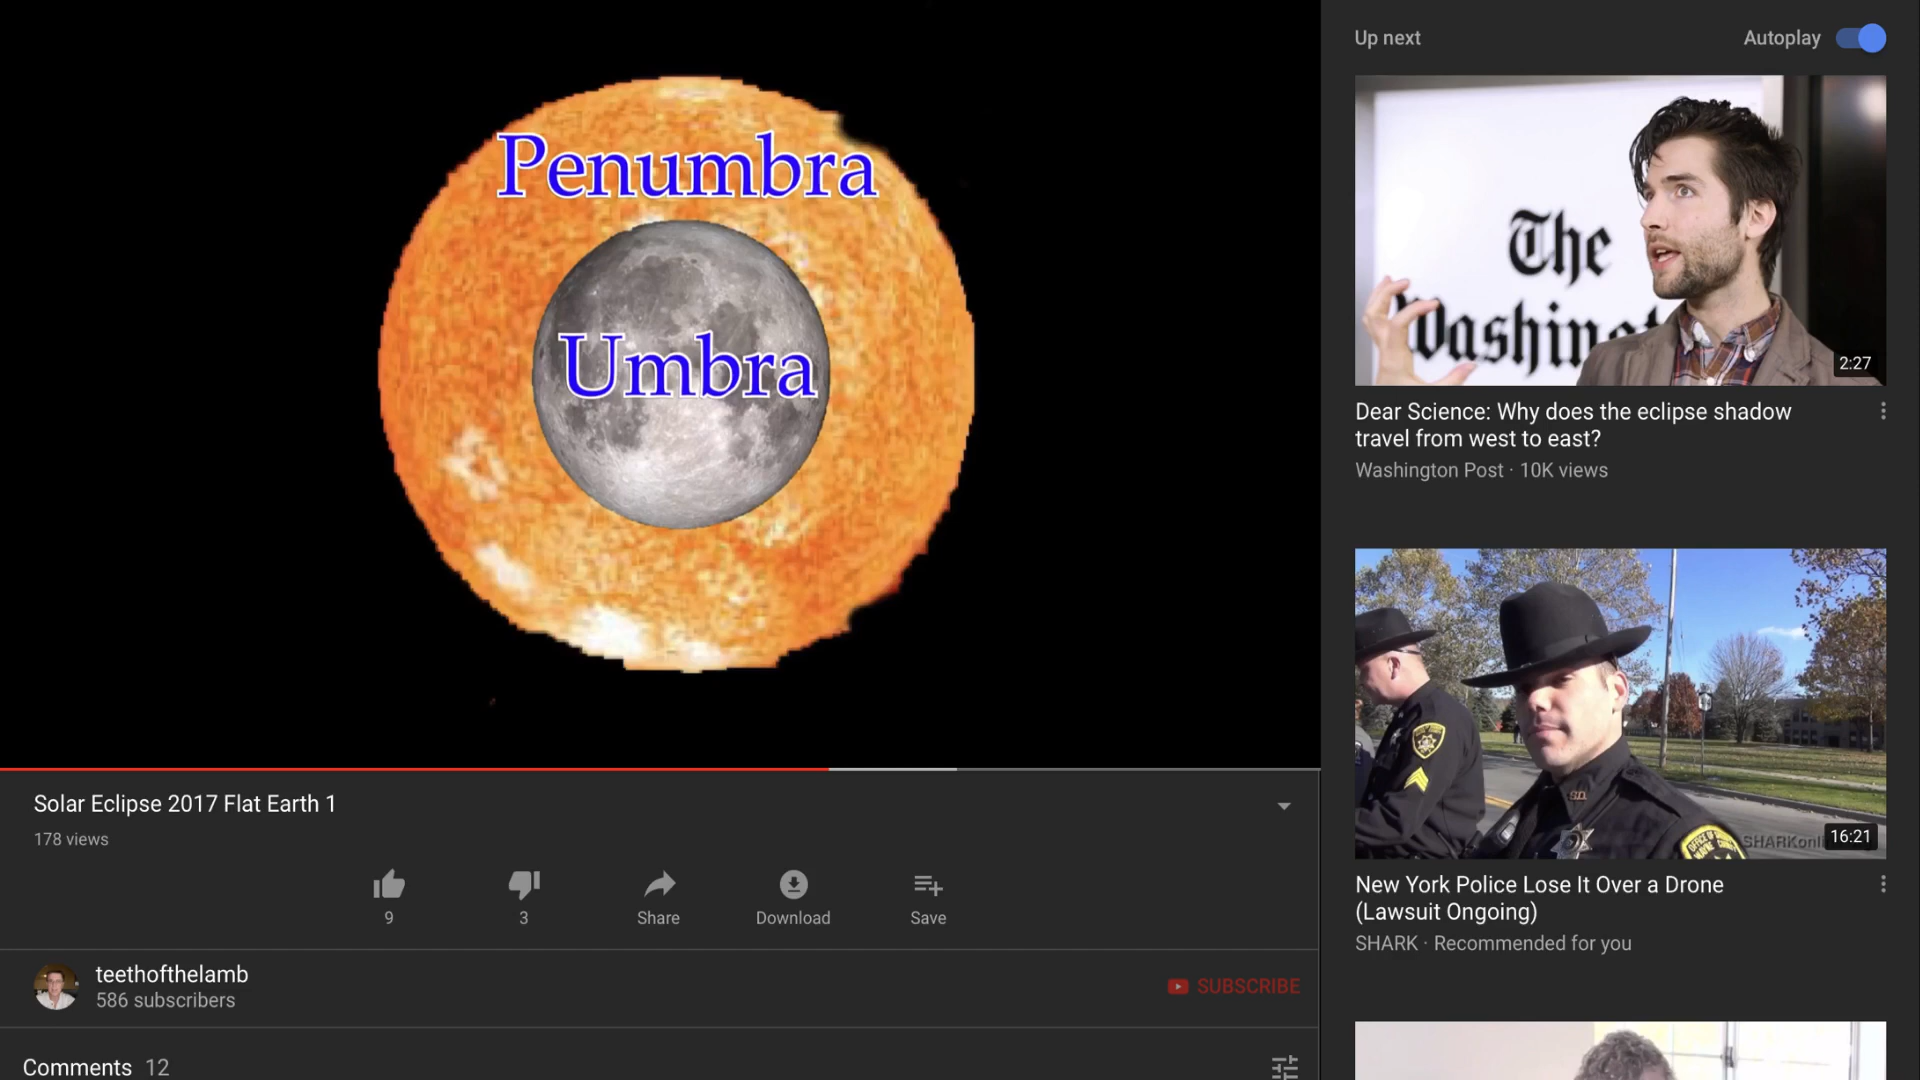 Penumbra
Umbra
Solar Eclipse 2017 Flat Earth 1
178 views
9
3
Share
Download
Save
teethofthelamb
586 subscribers
SUBSCRIBE
Comments 12
Up next
Autoplay
The
Washingt
2:27
Dear Science: Why does the eclipse shadow
travel from west to east?
Washington Post · 10K views
SHARKonli
16:21
New York Police Lose It Over a Drone
(Lawsuit Ongoing)
SHARK · Recommended for you